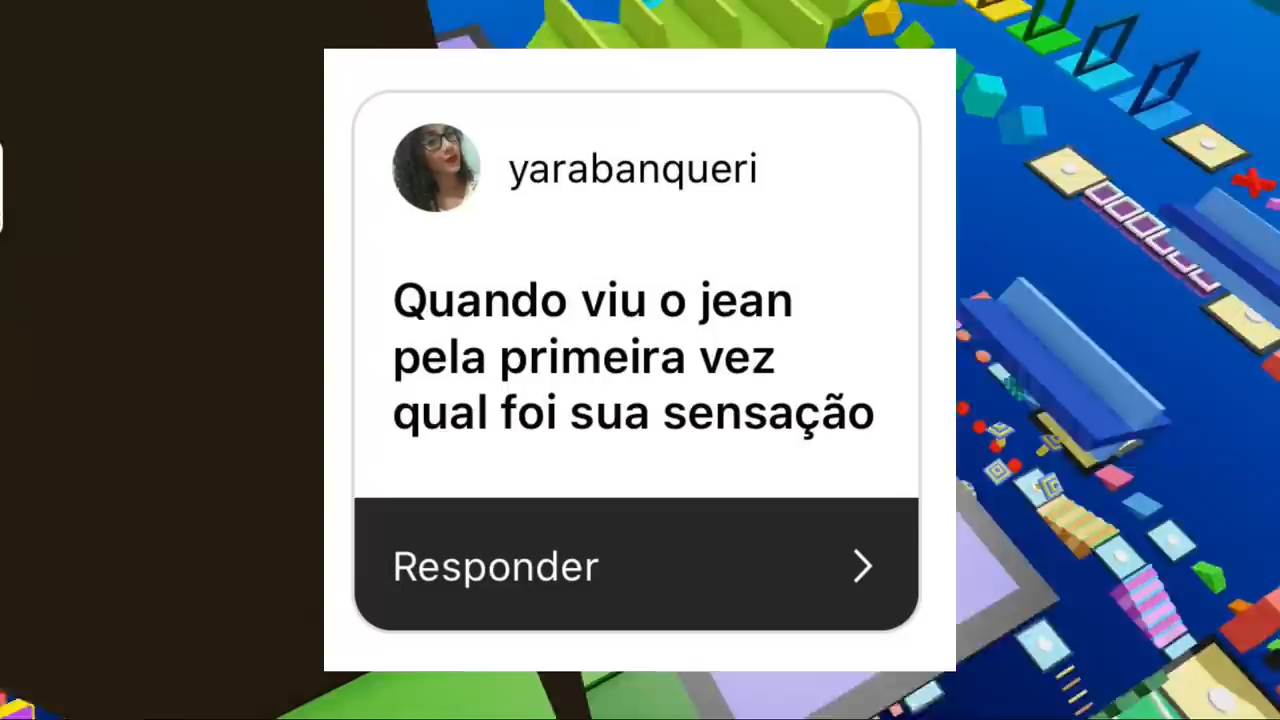 yarabanqueri
Quando viu o jean
pela primeira vez
qual foi sua sensação
Responder